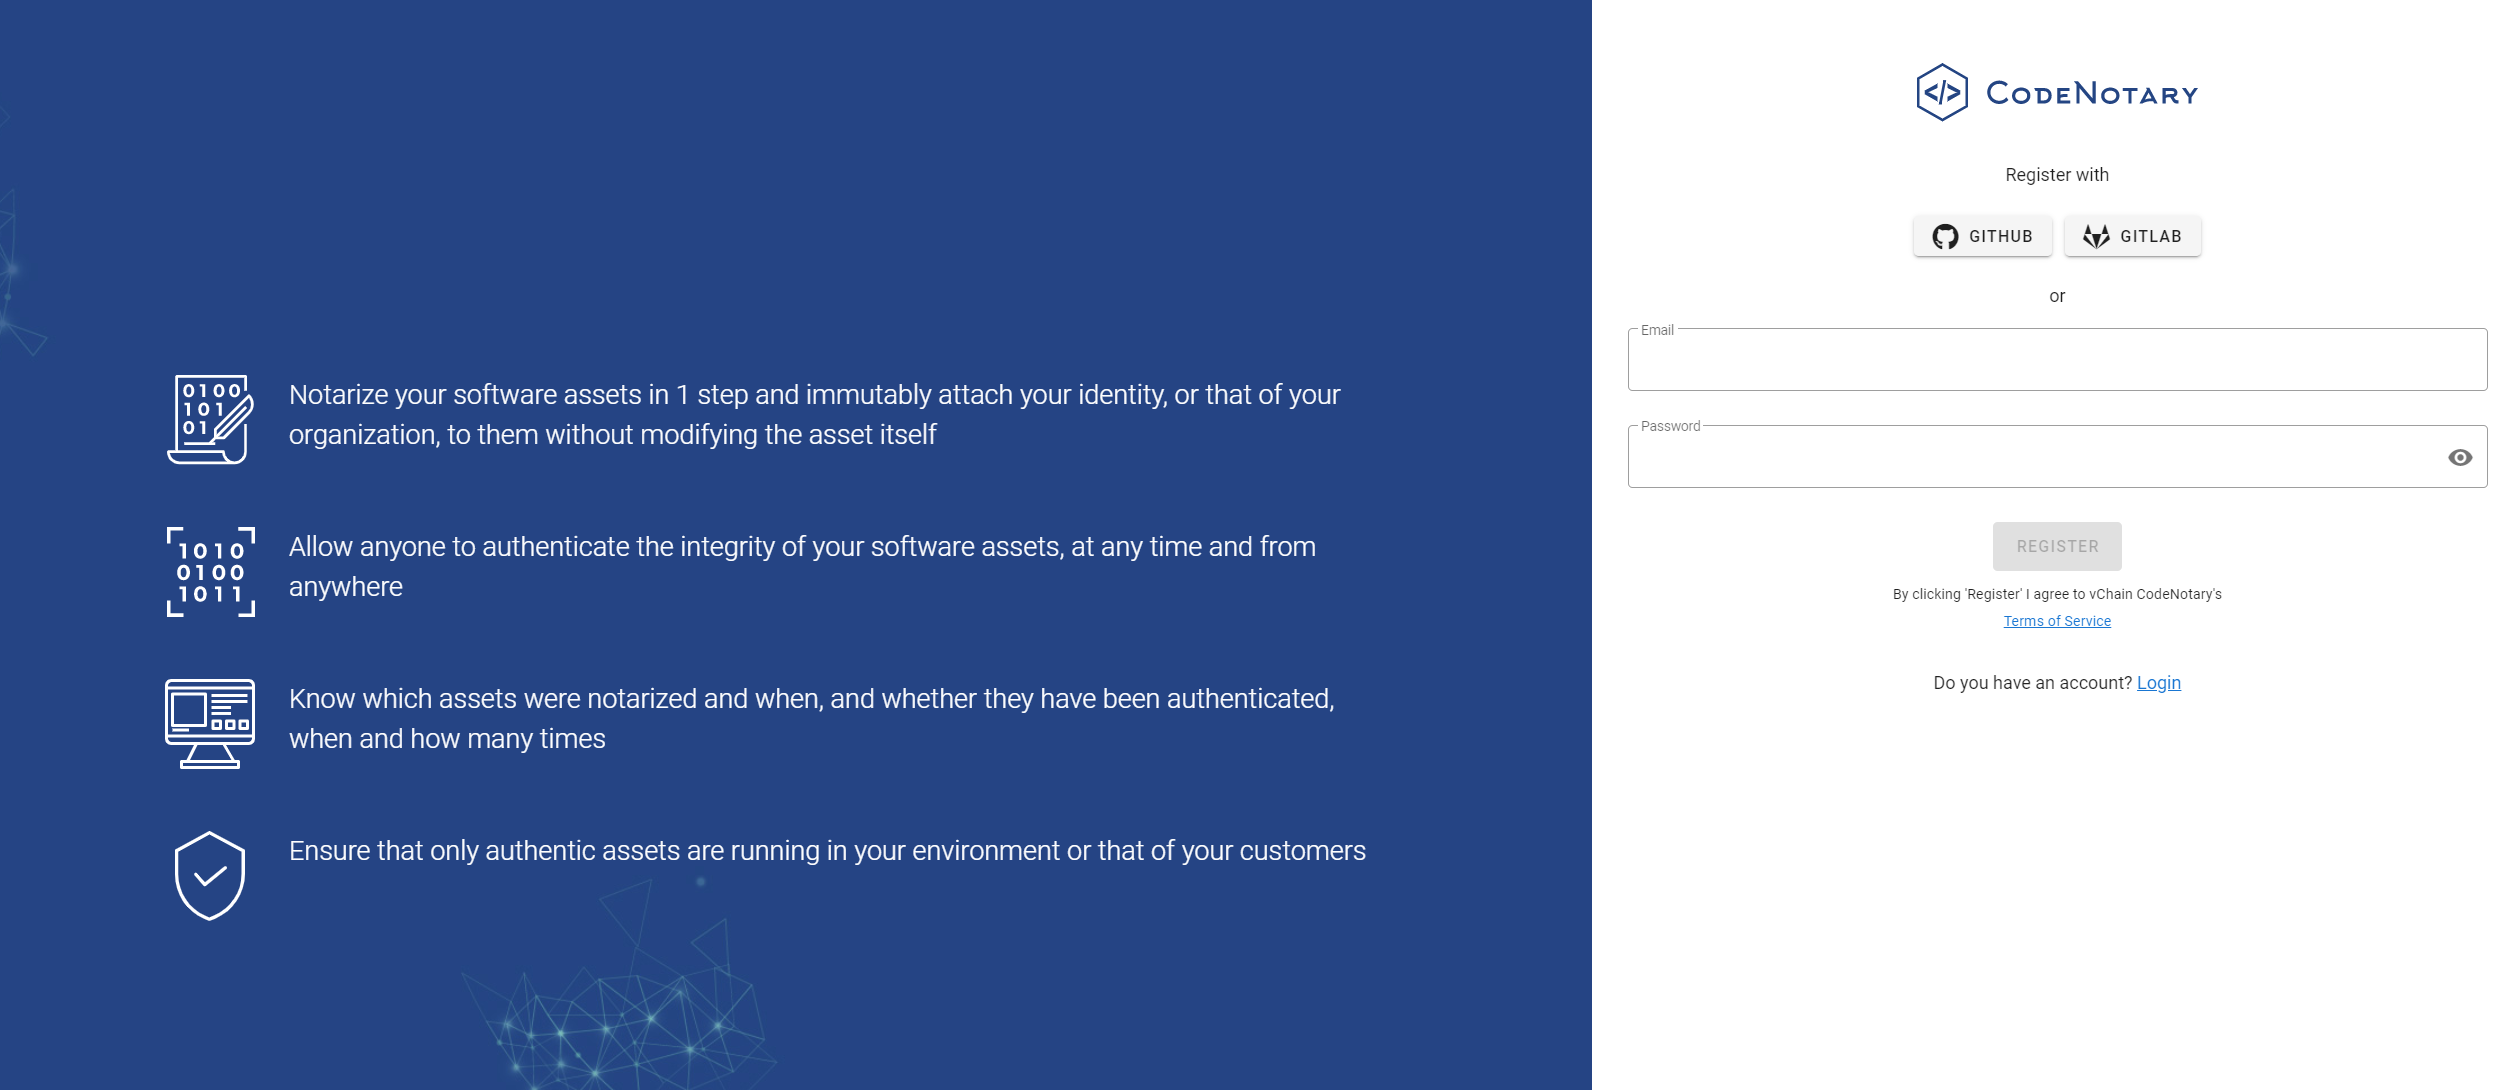 0100
101
01
Notarize your software assets in 1 step and immutably attach your identity, or that of your
organization, to them without modifying the asset itself
1010
0100
1011
Allow anyone to authenticate the integrity of your software assets, at any time and from
anywhere
Know which assets were notarized and when, and whether they have been authenticated,
when and how many times
Ensure that only authentic assets are running in your environment or that of your customers
</> CodeNotary
Register with
GITHUB GITLAB
or
Email
Password
REGISTER
By clicking 'Register' I agree to vChain CodeNotary's
Terms of Service
Do you have an account? Login